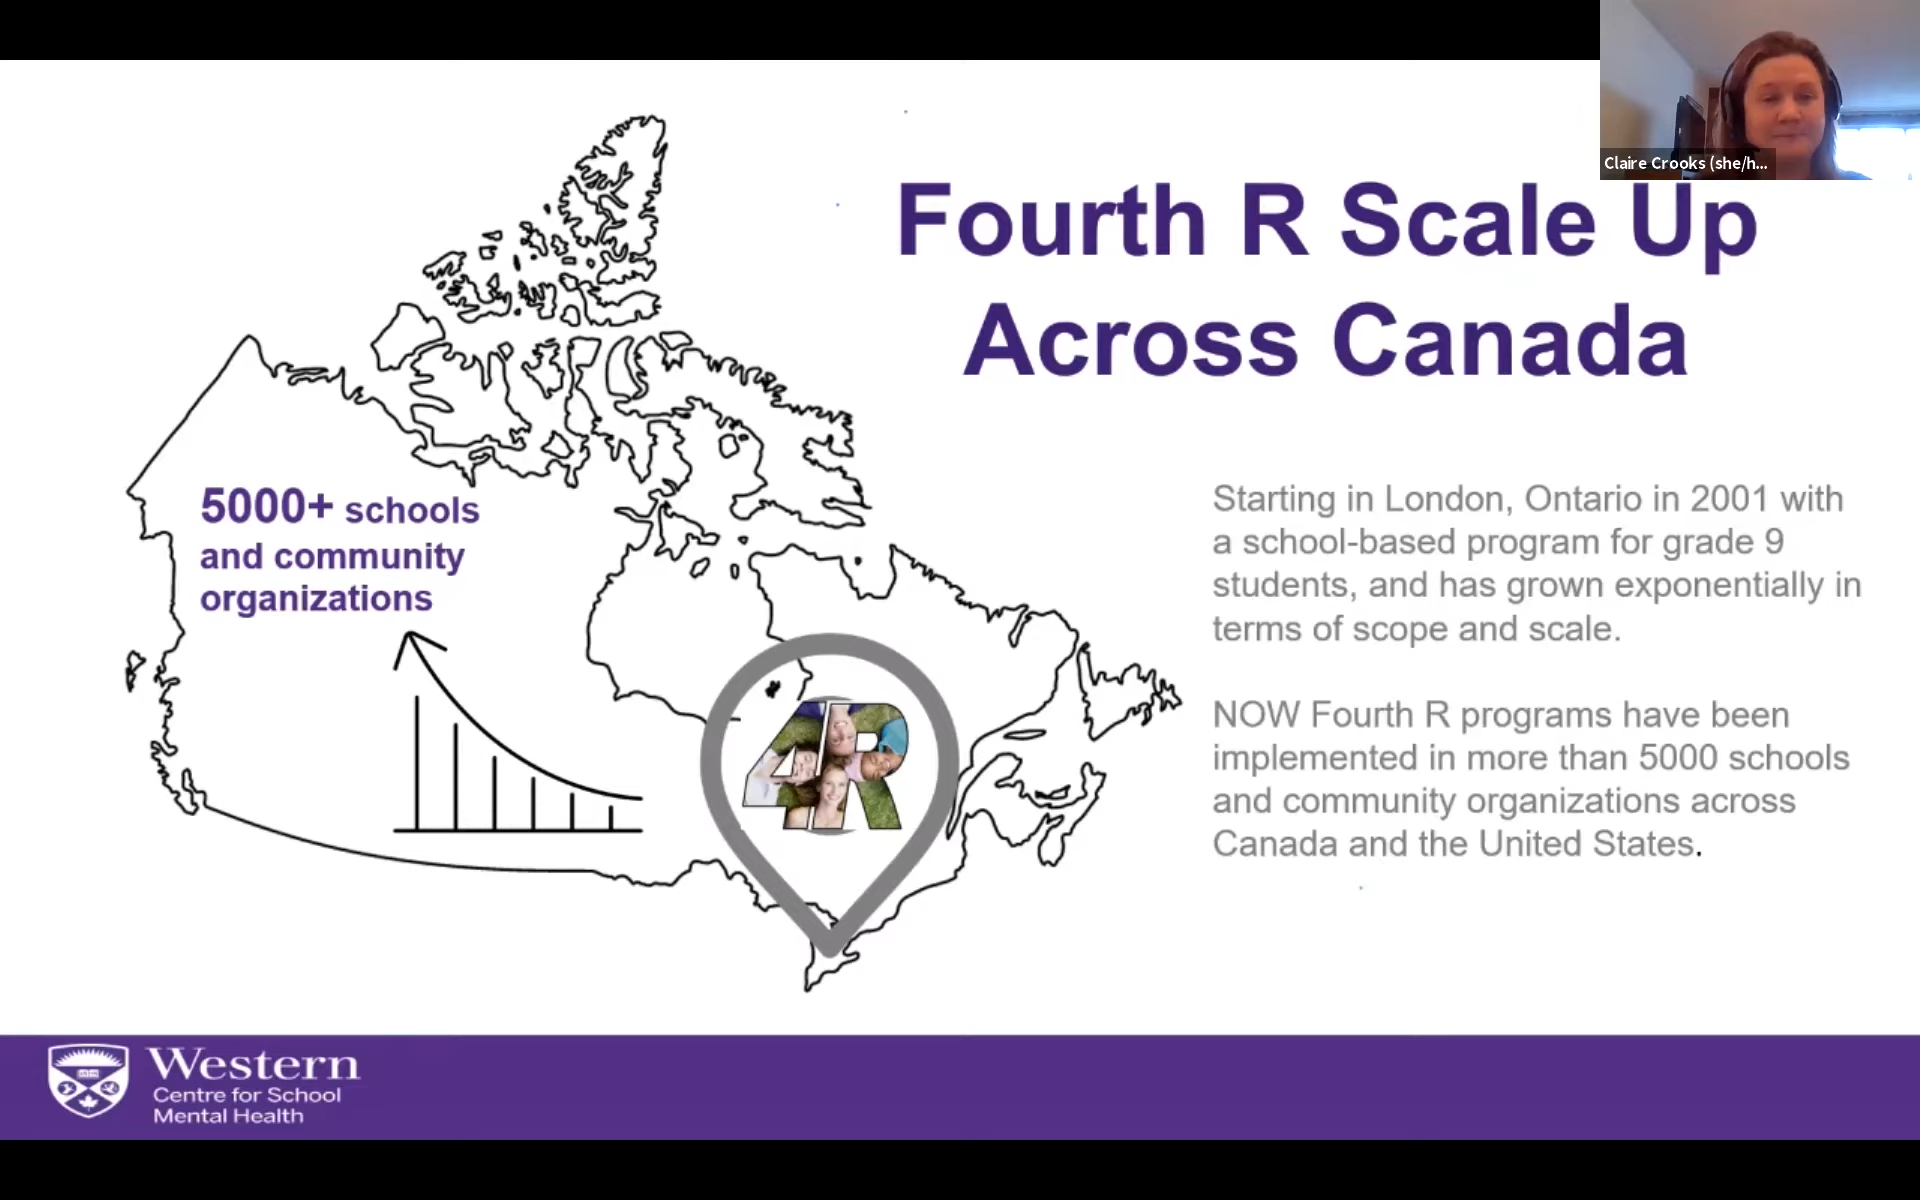 Claire Crooks (she/h...
Fourth R Scale Up
Across Canada
5000+ schools
and community
organizations
4R
Starting in London, Ontario in 2001 with
a school-based program for grade 9
students, and has grown exponentially in
terms of scope and scale.
NOW Fourth R programs have been
implemented in more than 5000 schools
and community organizations across
Canada and the United States.
Western
Centre for School
Mental Health